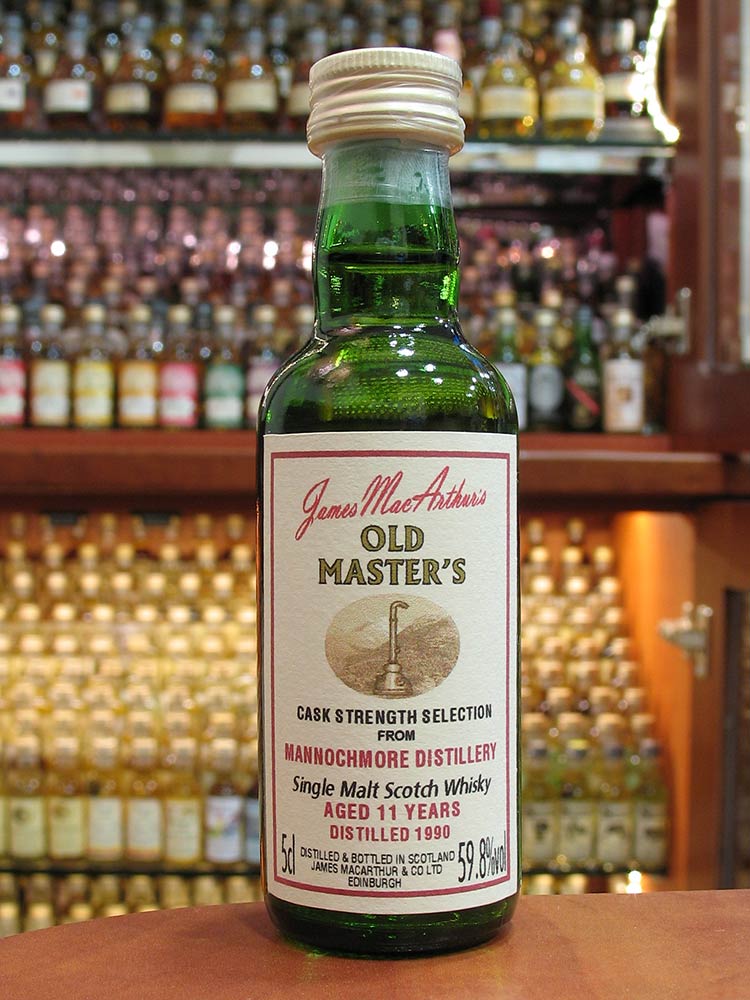 James MacArthur's
OLD
MASTER'S
CASK STRENGTH SELECTION
FROM
MANNOCHMORE DISTILLERY
Single Malt Scotch Whisky
AGED 11 YEARS
DISTILLED 1990
5cl DISTILLED & BOTTLED IN SCOTLAND 59.8%vol
JAMES MACARTHUR & CO LTD
EDINBURGH